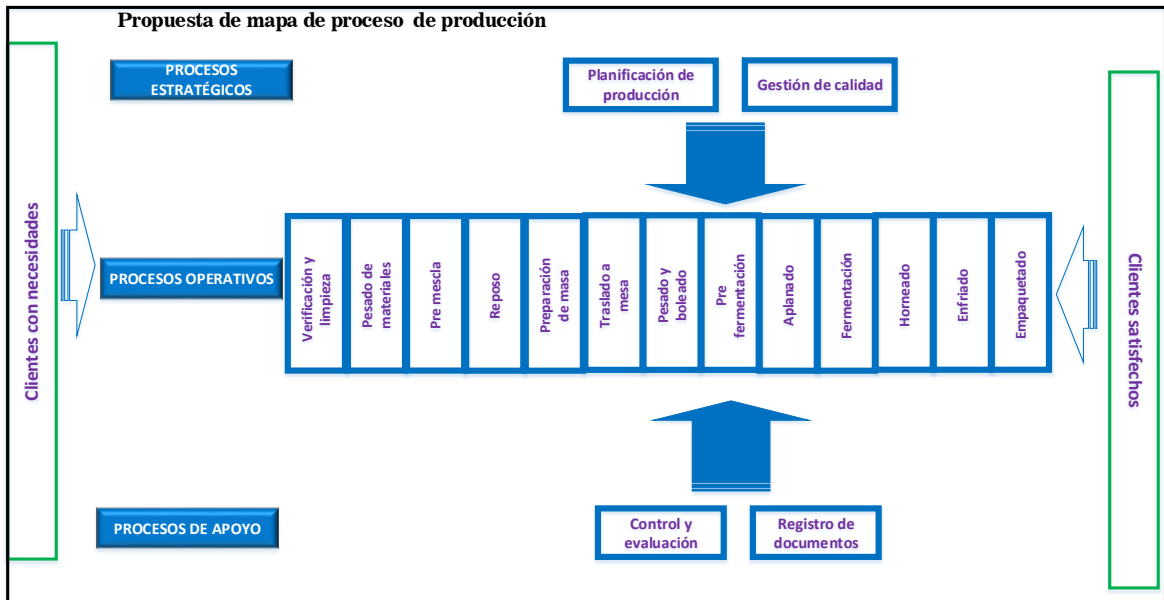 Propuesta de mapa de proceso de producción
Clientes con necesidades
PROCESOS
ESTRATÉGICOS
Planificación de
producción
Gestión de calidad
PROCESOS OPERATIVOS
Verificación y
limpieza
Pesado de
materiales
Pre mescla
Reposo
Preparación
de masa
Traslado a
mesa
Pesado y
boleado
Pre
fermentación
Aplanado
Fermentación
Horneado
Enfriado
Empaquetado
Clientes satisfechos
PROCESOS DE APOYO
Control y
evaluación
Registro de
documentos